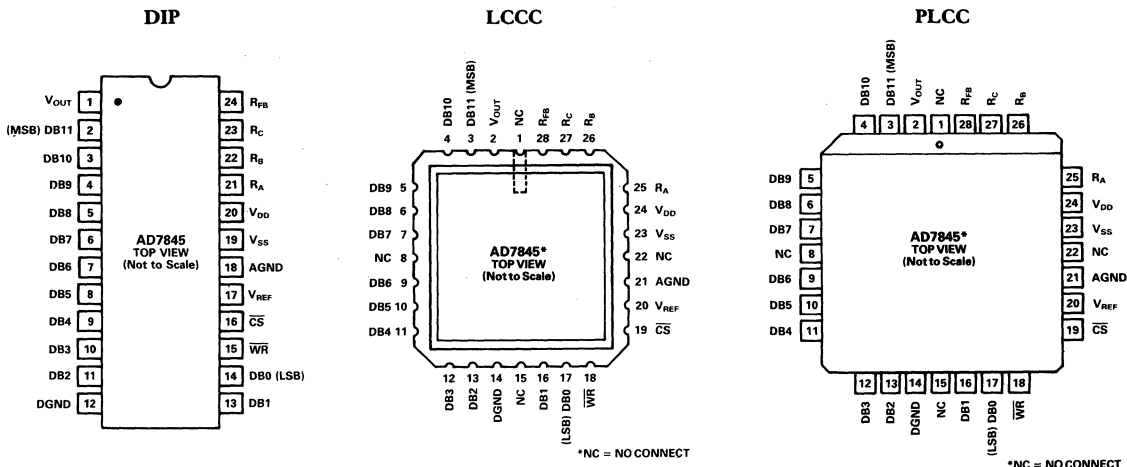 DIP
VOUT 1
(MSB) DB11 2
DB10 3
DB9 4
DB8 5
DB7 6
DB6 7
DB5 8
DB4 9
DB3 10
DB2 11
DGND 12
AD7845
TOP VIEW
(Not to Scale)
24 RFB
23 RC
22 RB
21 RA
20 VDD
19 VSS
18 AGND
17 VREF
16 C̅S̅
15 W̅R̅
14 DB0 (LSB)
13 DB1
LCCC
DB10
DB11 (MSB)
VOUT
NC
RFB
RC
RB
4 3 2 1 28 27 26
DB9 5
DB8 6
DB7 7
NC 8
DB6 9
DB5 10
DB4 11
AD7845*
TOP VIEW
(Not to Scale)
25 RA
24 VDD
23 VSS
22 NC
21 AGND
20 VREF
19 C̅S̅
12 13 14 15 16 17 18
DB3
DB2
DGND
NC
DB1
(LSB) DB0
W̅R̅
*NC = NO CONNECT
PLCC
DB10
DB11 (MSB)
VOUT
NC
RFB
RC
RB
4 3 2 1 28 27 26
DB9 5
DB8 6
DB7 7
NC 8
DB6 9
DB5 10
DB4 11
AD7845*
TOP VIEW
(Not to Scale)
25 RA
24 VDD
23 VSS
22 NC
21 AGND
20 VREF
19 C̅S̅
12 13 14 15 16 17 18
DB3
DB2
DGND
NC
DB1
(LSB) DB0
W̅R̅
*NC = NO CONNECT